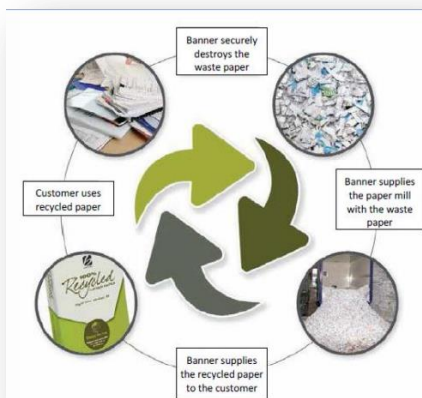 Banner securely
destroys the
waste paper
Customer uses
recycled paper
Banner supplies
the paper mill
with the waste
paper
100%
Recycled
Banner supplies
the recycled paper
to the customer